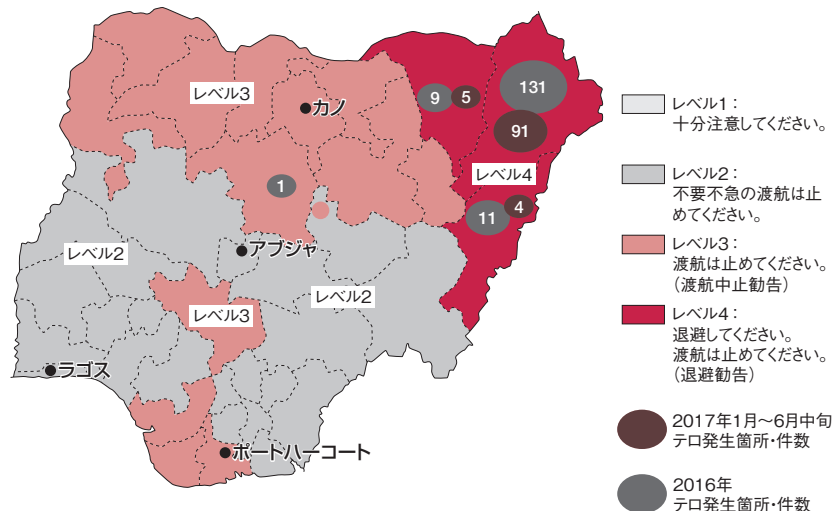 レベル3
カノ
9
5
131
91
レベル4
1
11
4
レベル2
アブジャ
レベル2
レベル3
ラゴス
ポートハーコート
レベル1：
十分注意してください。
レベル2：
不要不急の渡航は止
めてください。
レベル3：
渡航は止めてください。
（渡航中止勧告）
レベル4：
退避してください。
渡航は止めてください。
（退避勧告）
2017年1月～6月中旬
テロ発生箇所・件数
2016年
テロ発生箇所・件数